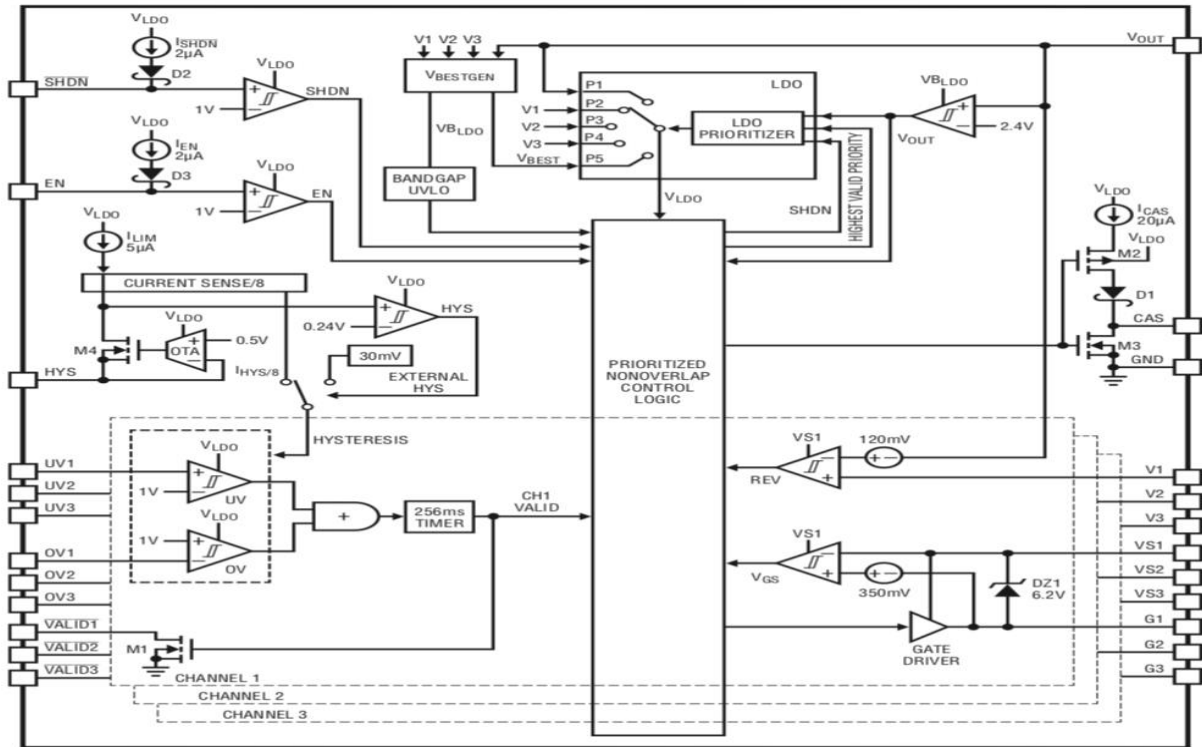 VLDO
ISHDN
2μA
D2
SHDN
VLDO
1V
SHDN
VLDO
IEN
2μA
D3
EN
VLDO
1V
EN
VLDO
ILIM
5μA
CURRENT SENSE/8
VLDO
HYS
0.24V
VLDO
0.5V
OTA
M4
HYS
30mV
IHYS/8
EXTERNAL
HYS
HYSTERESIS
V1 V2 V3
VBESTGEN
VBLDO
BANDGAP
UVLO
P1
V1
P2
V2
P3
V3
P4
VBEST
P5
LDO
LDO
PRIORITIZER
VLDO
VBLDO
2.4V
VOUT
SHDN
HIGHEST VALID PRIORITY
VOUT
VLDO
ICAS
20μA
VLDO
M2
D1
CAS
M3
GND
PRIORITIZED
NONOVERLAP
CONTROL
LOGIC
UV1
UV2
UV3
VLDO
1V
UV
VLDO
1V
OV
OV1
OV2
OV3
+
256ms
TIMER
CH1
VALID
VALID1
VALID2
VALID3
M1
CHANNEL 1
CHANNEL 2
CHANNEL 3
VS1
120mV
REV
V1
V2
V3
VS1
VGS
350mV
DZ1
6.2V
GATE
DRIVER
VS1
VS2
VS3
G1
G2
G3